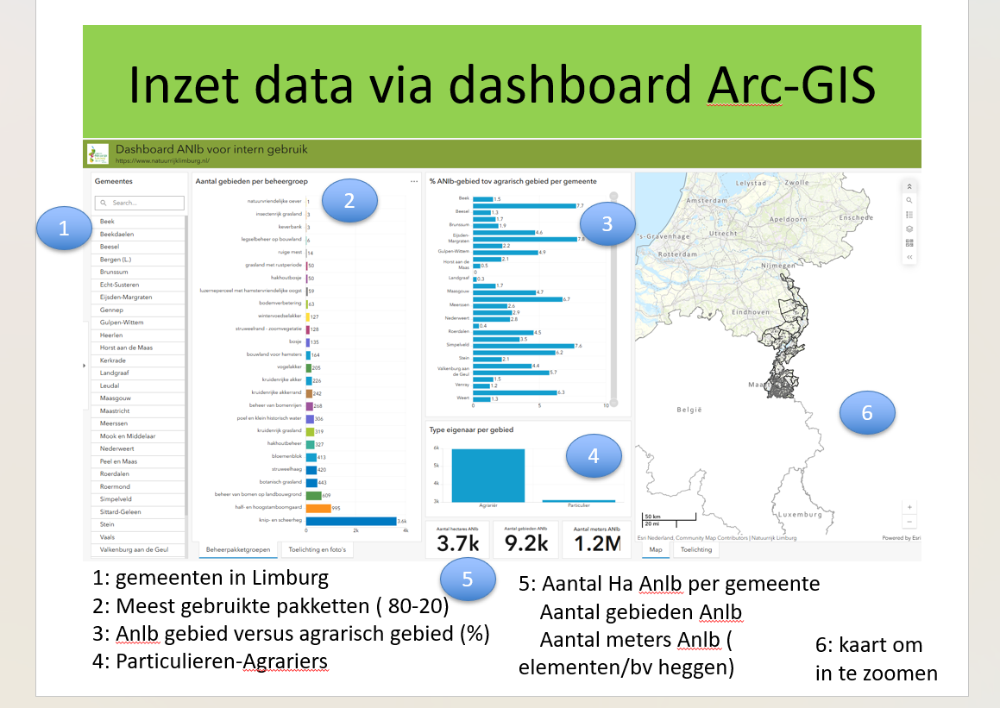 Inzet data via dashboard Arc-GIS
Dashboard ANlb voor intern gebruik
https://www.natuurrijklimburg.nl/
Gemeentes
Search...
Beek
Beekdaelen
Beesel
Bergen (L.)
Brunssum
Echt-Susteren
Eijsden-Margraten
Gennep
Gulpen-Wittem
Heerlen
Horst aan de Maas
Kerkrade
Landgraaf
Leudal
Maasgouw
Maastricht
Meerssen
Mook en Middelaar
Nederweert
Peel en Maas
Roerdalen
Roermond
Simpelveld
Sittard-Geleen
Stein
Vaals
Valkenburg aan de Geul
1
Aantal gebieden per beheergroep
2
natuurvriendelijke oever 1
insectenrijk grasland 3
keverbank 3
legselbeheer op bouwland 6
ruige mest 14
grasland met rustperiode 50
hakhoutbosje 50
luzerneperceel met hamstervriendelijke oogst 59
bodemverbetering 63
wintervoedselakker 127
struweelrand - zoomvegetatie 128
bosje 135
bouwland voor hamsters 164
vogelakker 205
kruidenrijke akker 226
kruidenrijke akkerrand 242
beheer van bomenrijen 268
poel en klein historisch water 306
kruidenrijk grasland 319
hakhoutbeheer 327
bloemenblok 413
struweelhaag 420
botanisch grasland 443
beheer van bomen op landbouwgrond 609
half- en hoogstamboomgaard 995
knip- en scheerheg 3.6k
0 2k 4k
Beheerpakketgroepen
Toelichting en foto's
% ANlb-gebied tov agrarisch gebied per gemeente
3
Beek 1.5
7.7
Beesel 1.3
1.7
Brunssum 1.9
4.6
Eijsden-
Margraten 7.8
2.2
Gulpen-Wittem 4.9
2.1
Horst aan de
Maas 0.5
0
Landgraaf 0.3
1.7
Maasgouw 4.7
6.7
Meerssen 2.6
2.9
Nederweert 2.8
0.4
Roerdalen 4.5
3.5
Simpelveld 7.6
6.2
Stein 2.1
4.4
Valkenburg aan
de Geul 5.7
1.5
Venray 1.2
6.3
Weert 1.3
0 5 10
Type eigenaar per gebied
4
6k
5k
4k
3k
Agrariër Particulier
Aantal hectares ANlb
3.7k
Aantal gebieden ANlb
9.2k
Aantal meters ANlb
1.2M
Lelystad
Zwolle
Amsterdam
Apeldoorn
Enschede
's-Gravenhage
Utrecht
Rotterdam
Nijmegen
Eindhoven
Maas
België
6
Luxemburg
50 km
20 mi
Esri Nederland, Community Map Contributors | Natuurrijk Limburg
Powered by Esri
Map
Toelichting
1: gemeenten in Limburg
2: Meest gebruikte pakketten ( 80-20)
3: Anlb gebied versus agrarisch gebied (%)
4: Particulieren-Agrariers
5
5: Aantal Ha Anlb per gemeente
Aantal gebieden Anlb
Aantal meters Anlb (
elementen/bv heggen)
6: kaart om
in te zoomen